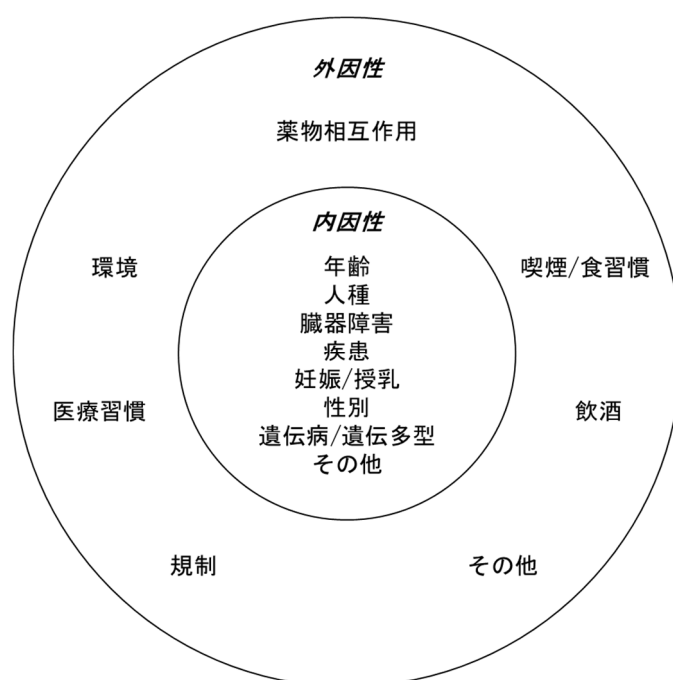 外因性
薬物相互作用
内因性
年齢
人種
臓器障害
疾患
妊娠/授乳
性別
遺伝病/遺伝多型
その他
環境
喫煙/食習慣
医療習慣
飲酒
規制
その他